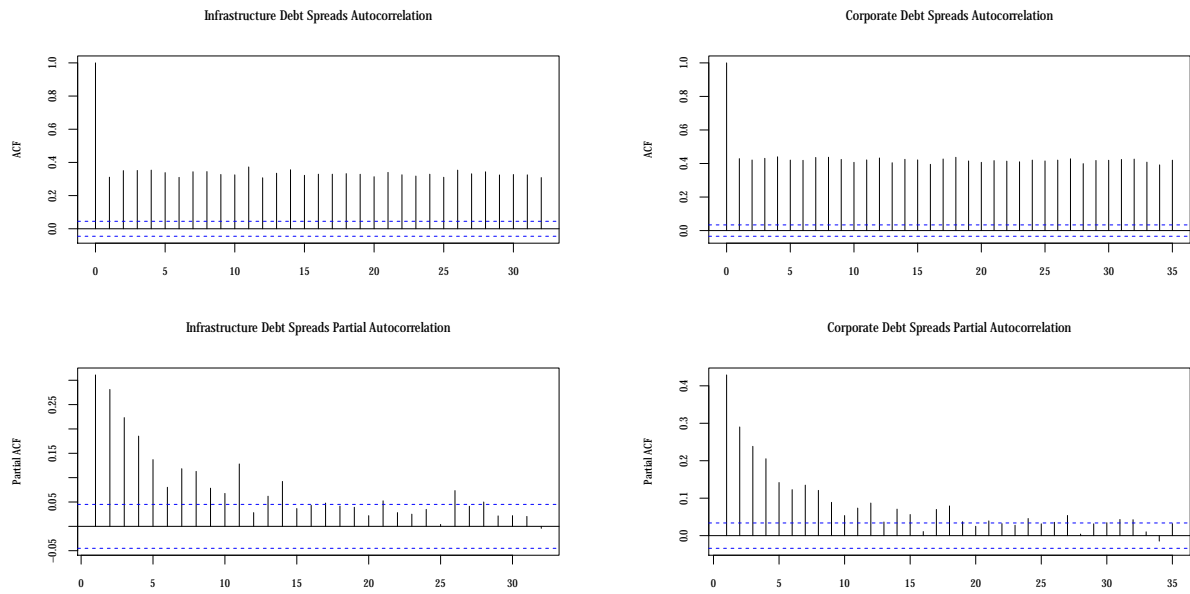 Infrastructure Debt Spreads Autocorrelation
ACF
1.0
0.8
0.6
0.4
0.2
0.0
0 5 10 15 20 25 30
Corporate Debt Spreads Autocorrelation
ACF
1.0
0.8
0.6
0.4
0.2
0.0
0 5 10 15 20 25 30 35
Infrastructure Debt Spreads Partial Autocorrelation
Partial ACF
0.25
0.15
0.05
−0.05
0 5 10 15 20 25 30
Corporate Debt Spreads Partial Autocorrelation
Partial ACF
0.4
0.3
0.2
0.1
0.0
0 5 10 15 20 25 30 35